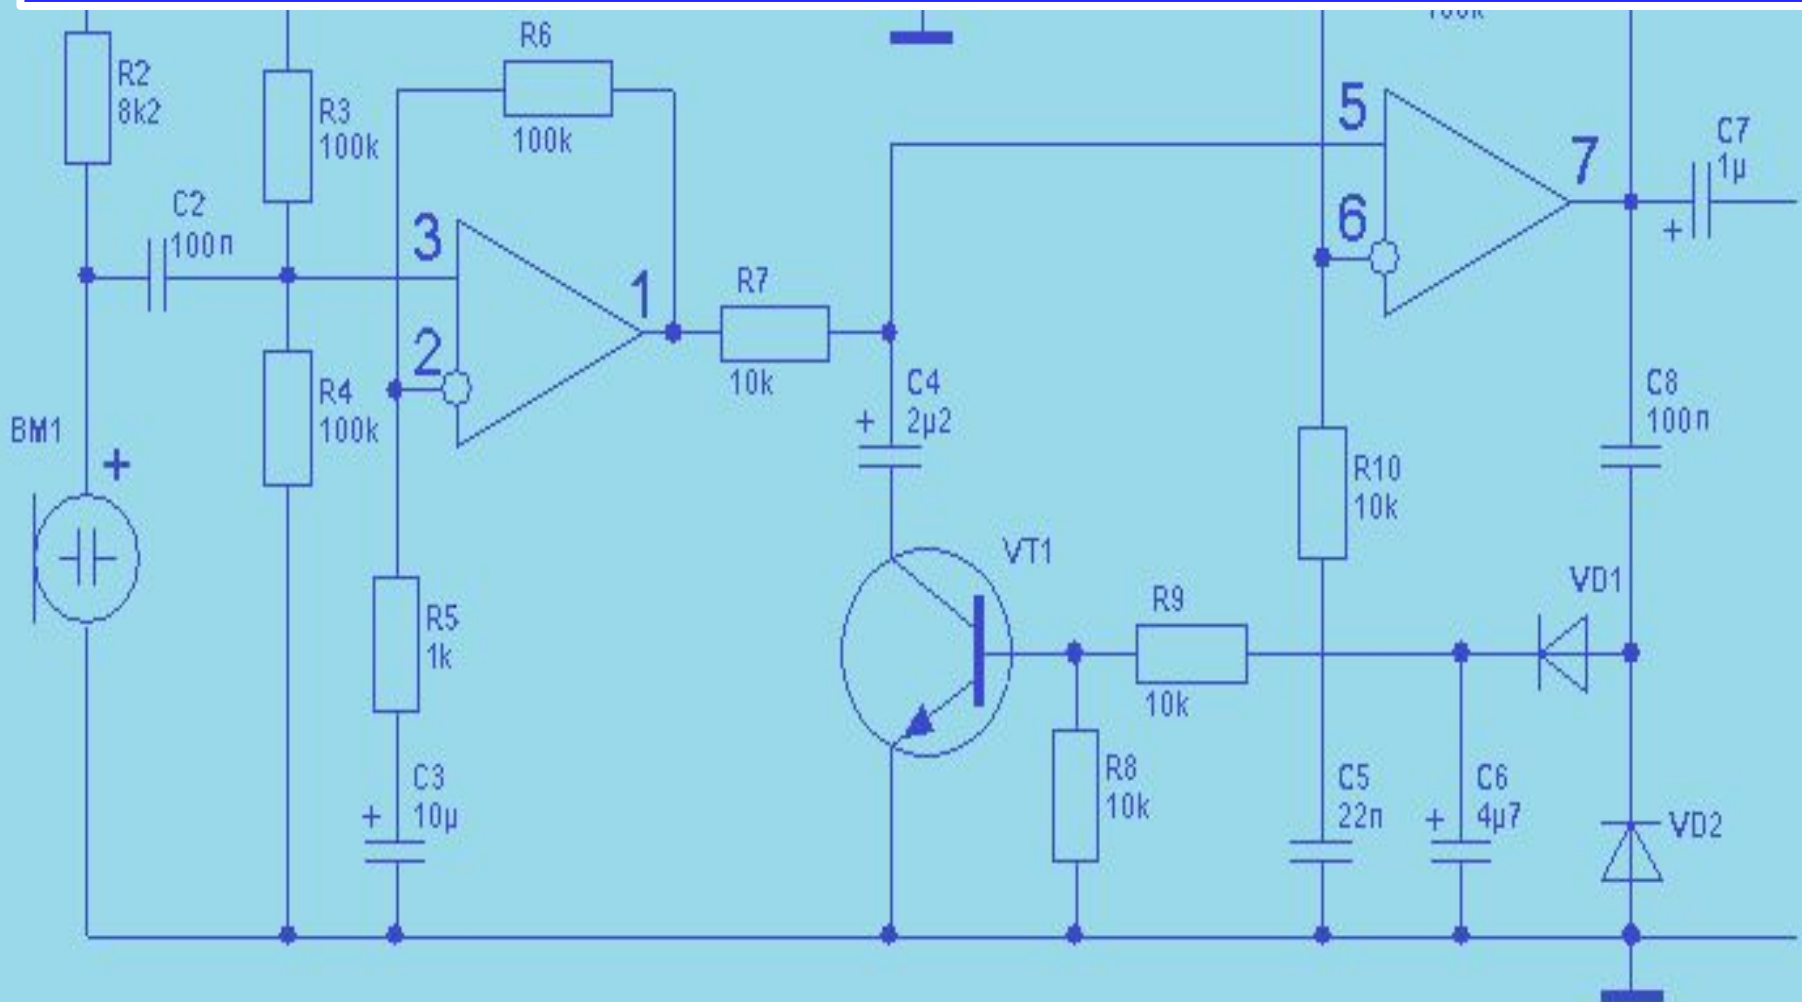 R6
100k
R2
8k2
R3
100k
100k
5
C7
1µ
+
7
C2
100n
6
3
1
R7
10k
2
R4
100k
C4
2µ2
+
C8
100n
BM1
+
R10
10k
VT1
VD1
R9
10k
R5
1k
C3
10µ
+
R8
10k
C5
22n
C6
4µ7
+
VD2